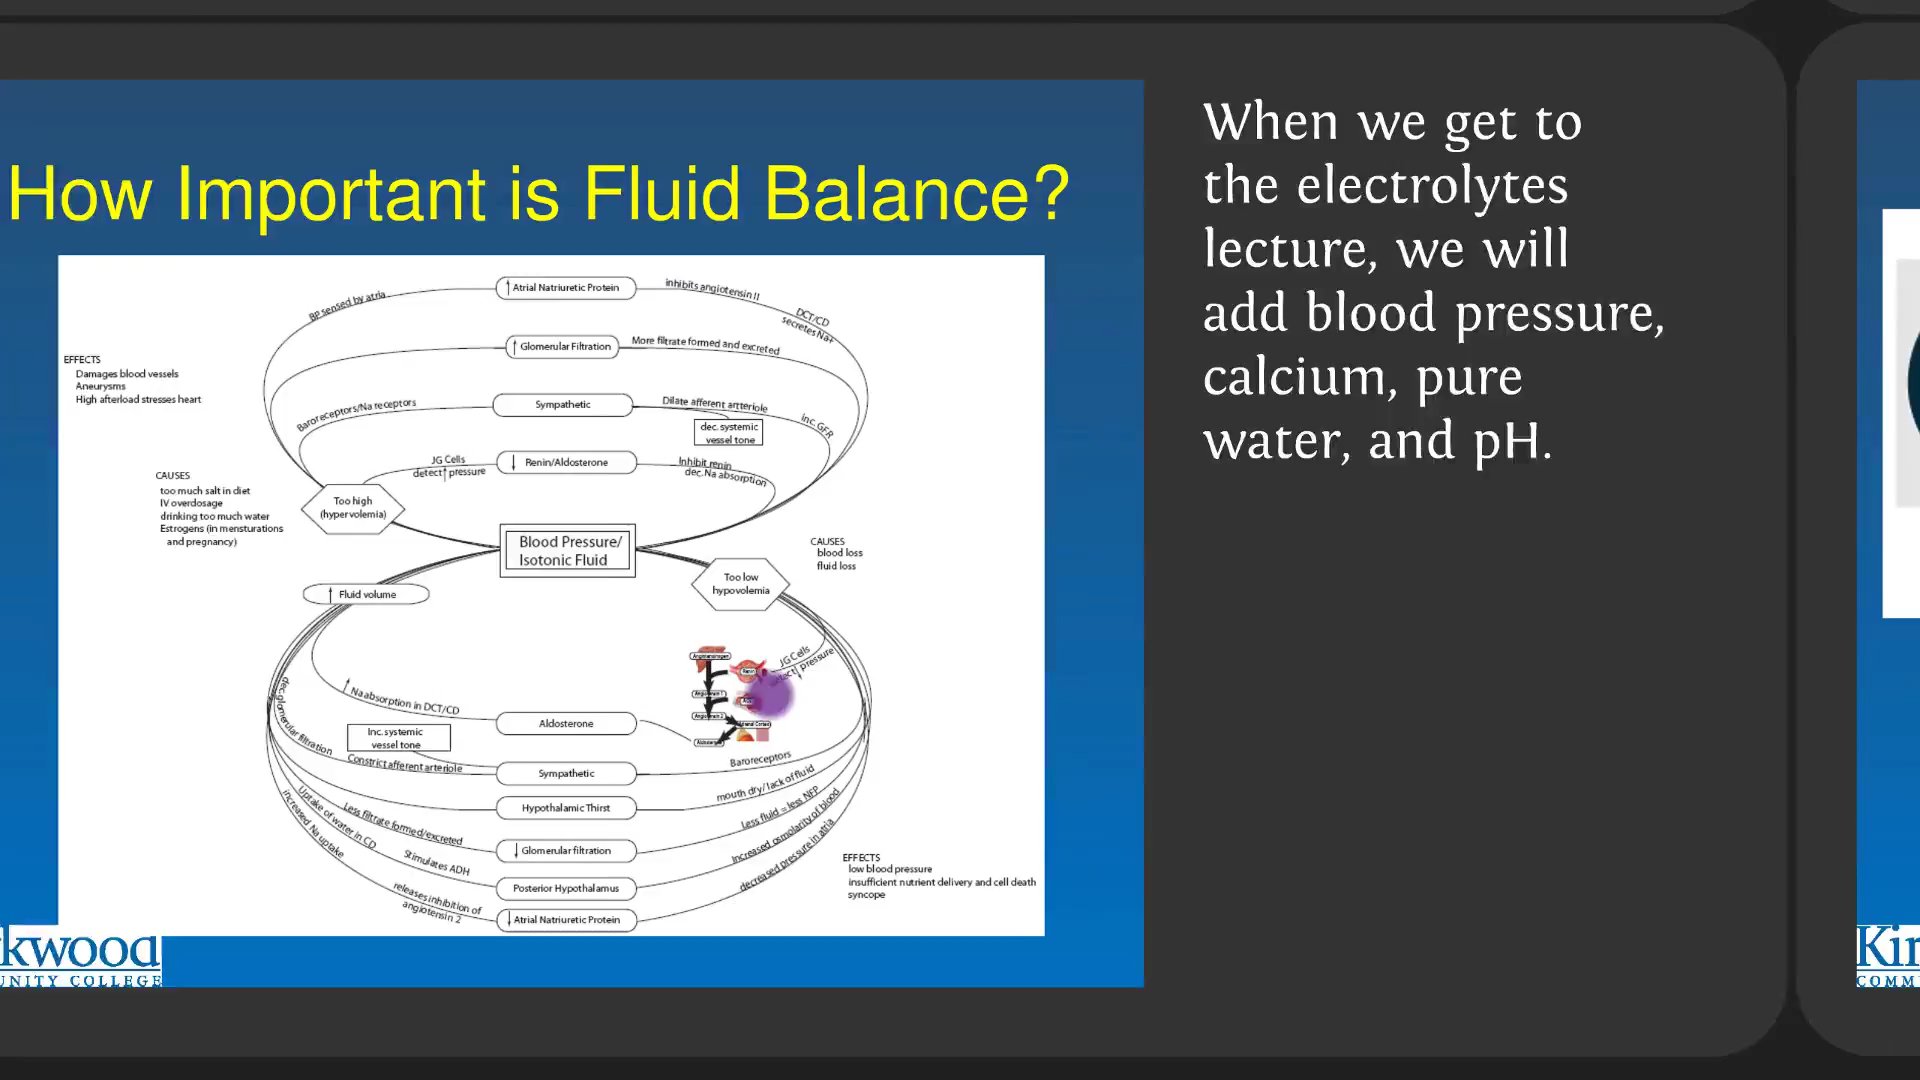 How Important is Fluid Balance?
When we get to
the electrolytes
lecture, we will
add blood pressure,
calcium, pure
water, and pH.
↑ Atrial Natriuretic Protein
BP sensed by atria
inhibits angiotensin II
DCT/CD
secretes Na+
↑ Glomerular Filtration
More filtrate formed and excreted
EFFECTS
Damages blood vessels
Aneurysms
High afterload stresses heart
Baroreceptors/Na receptors
Sympathetic
Dilate afferent arrteriole
inc. GFR
dec. systemic
vessel tone
JG Cells
detect ↑ pressure
↓ Renin/Aldosterone
Inhibit renin
dec. Na absorption
CAUSES
too much salt in diet
IV overdosage
drinking too much water
Estrogens (in mensturations
and pregnancy)
Too high
(hypervolemia)
Blood Pressure/
Isotonic Fluid
CAUSES
blood loss
fluid loss
Too low
hypovolemia
↑ Fluid volume
JG Cells
pressure
Angiotensinogen
Renin
↑ Na absorption in DCT/CD
Aldosterone
Inc. systemic
vessel tone
dec. glomerular filtration
Constrict afferent arteriole
Sympathetic
Baroreceptors
Hypothalamic Thirst
mouth dry/ lack of fluid
Less filtrate formed/excreted
↓ Glomerular filtration
Less fluid = less NFP
Uptake of water in CD
Stimulates ADH
Posterior Hypothalamus
Increased osmolarity of blood
increased Na uptake
releases inhibition of
angiotensin 2
↓ Atrial Natriuretic Protein
decreased pressure in atria
EFFECTS
low blood pressure
insufficient nutrient delivery and cell death
syncope
kwood
UNITY COLLEGE
Kir
COMM